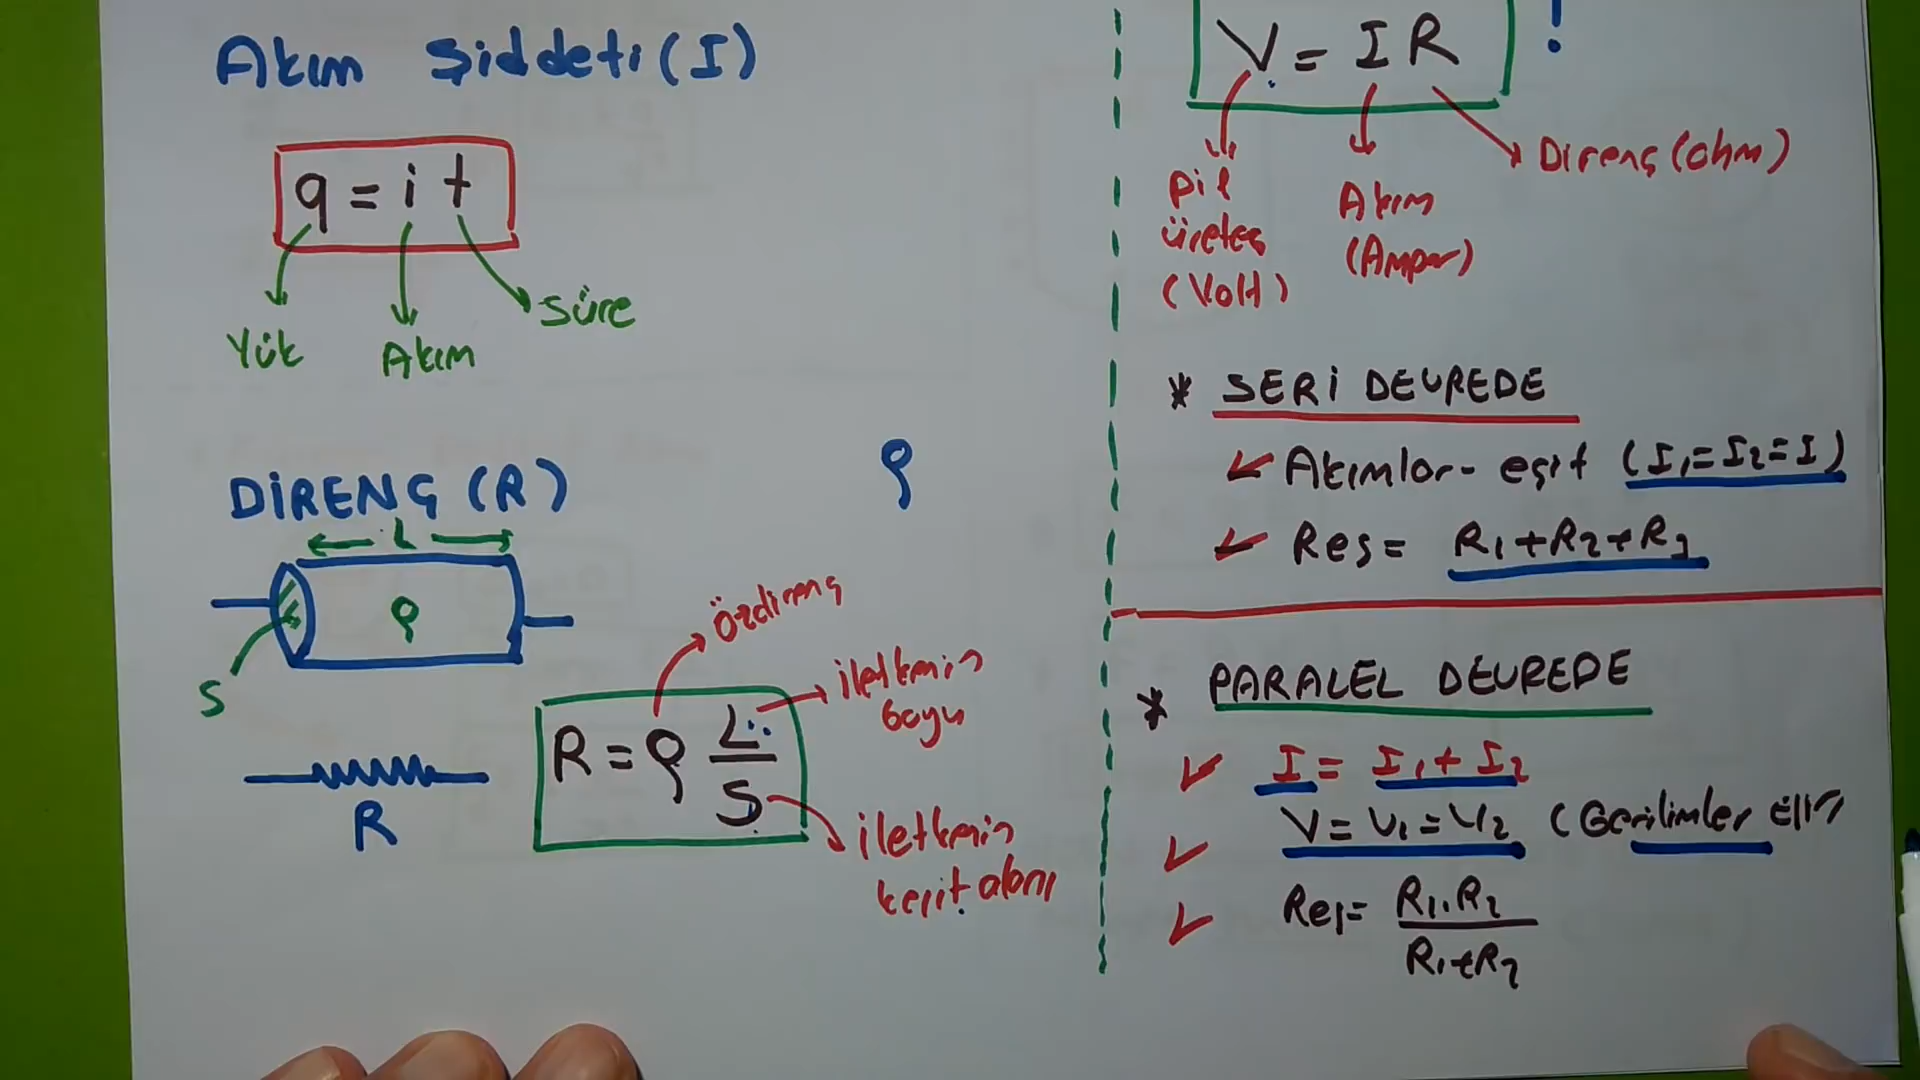 Akım Şiddeti (I)
q = i t
Yük
Akım
Süre
DİRENÇ (R)
L
ρ
S
R
ρ
R = ρ L / S
özdirenç
iletkenin
boyu
iletkenin
kesit alanı
V = I R !
pil
üreteç
(Volt)
Akım
(Amper)
Direnç (ohm)
* SERİ DEVREDE
Akımlar eşit (I₁ = I₂ = I)
Reş = R₁ + R₂ + R₃
* PARALEL DEVREDE
I = I₁ + I₂
V = V₁ = V₂ (Gerilimler
Reş = R₁ . R₂ / R₁ + R₂